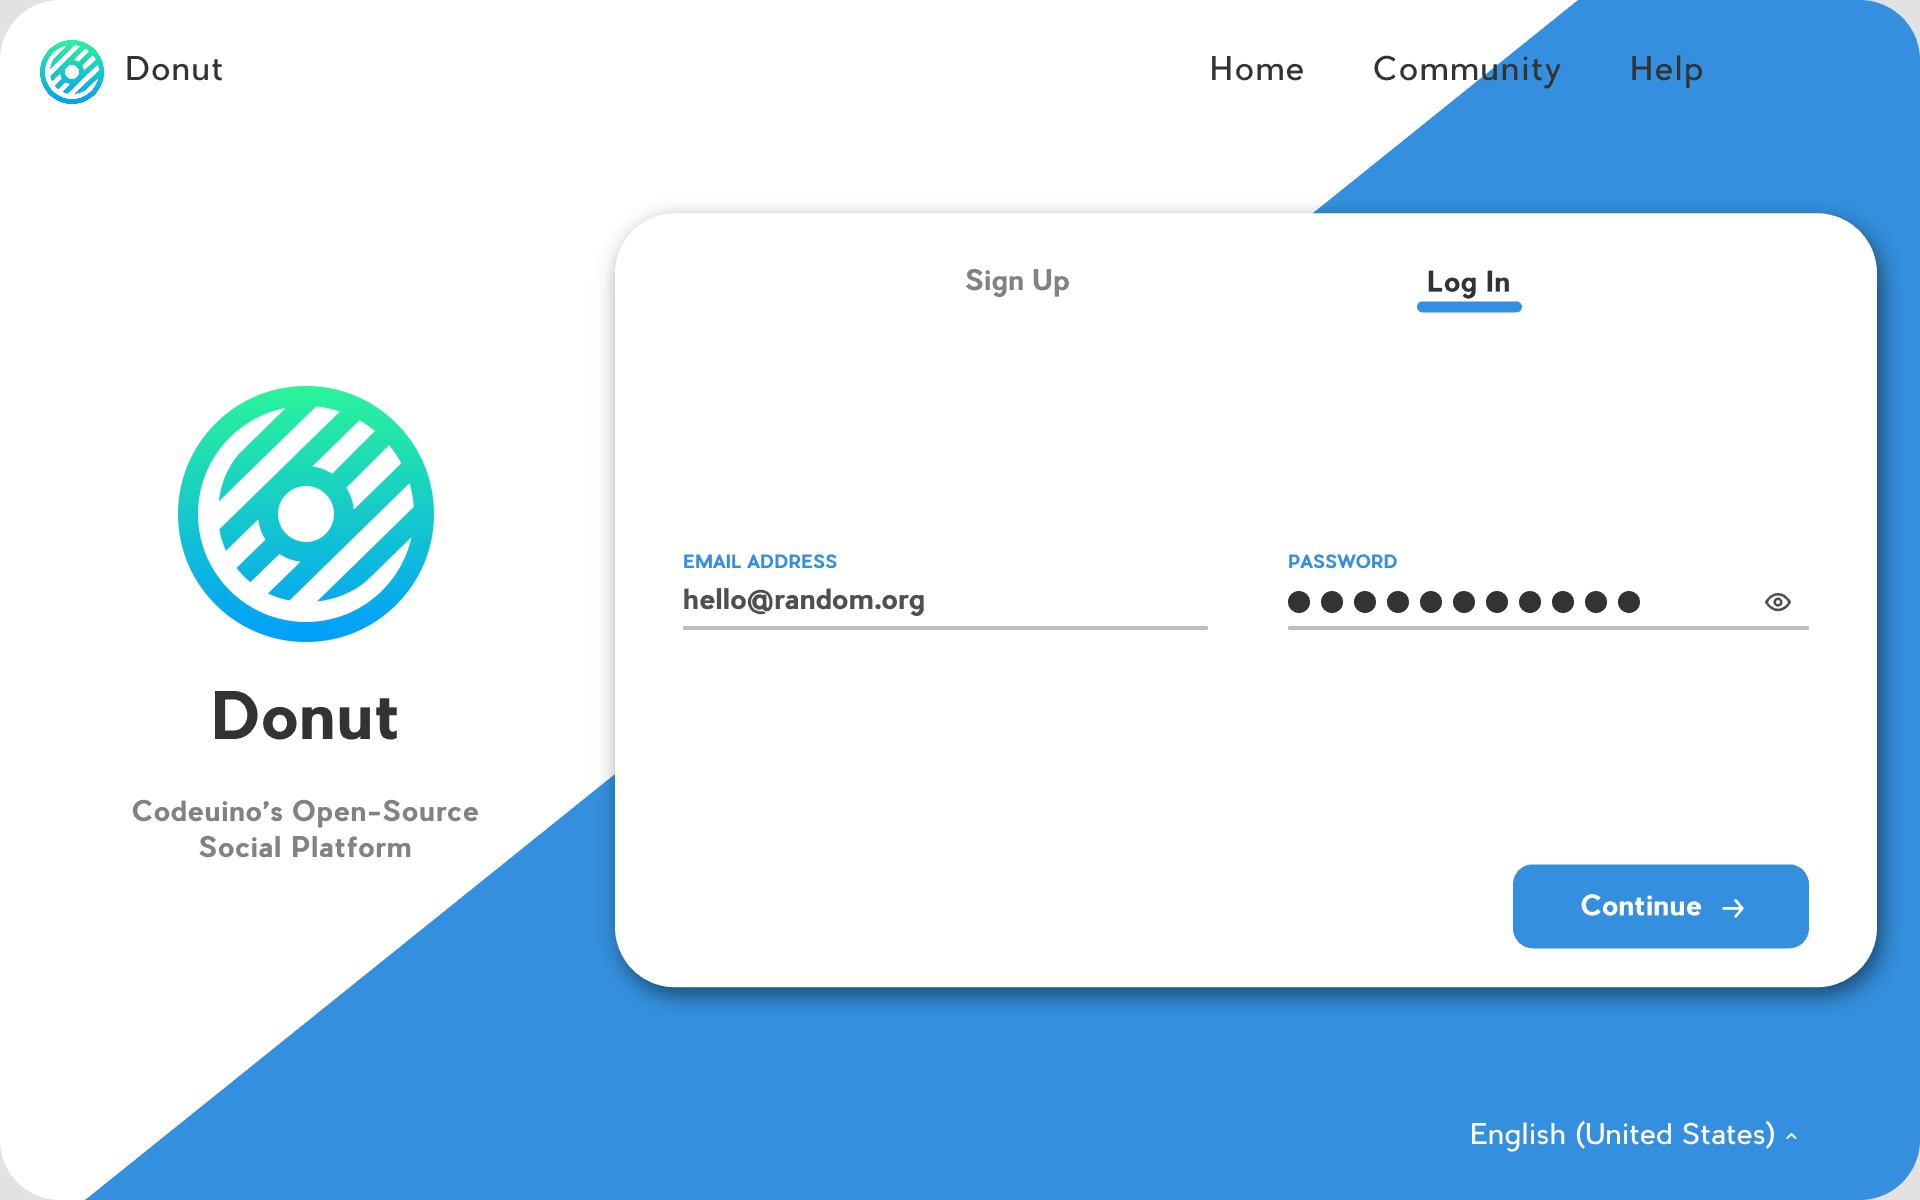 Donut
Home
Community
Help
Sign Up
Log In
EMAIL ADDRESS
hello@random.org
PASSWORD
Donut
Codeuino’s Open-Source
Social Platform
Continue →
English (United States)